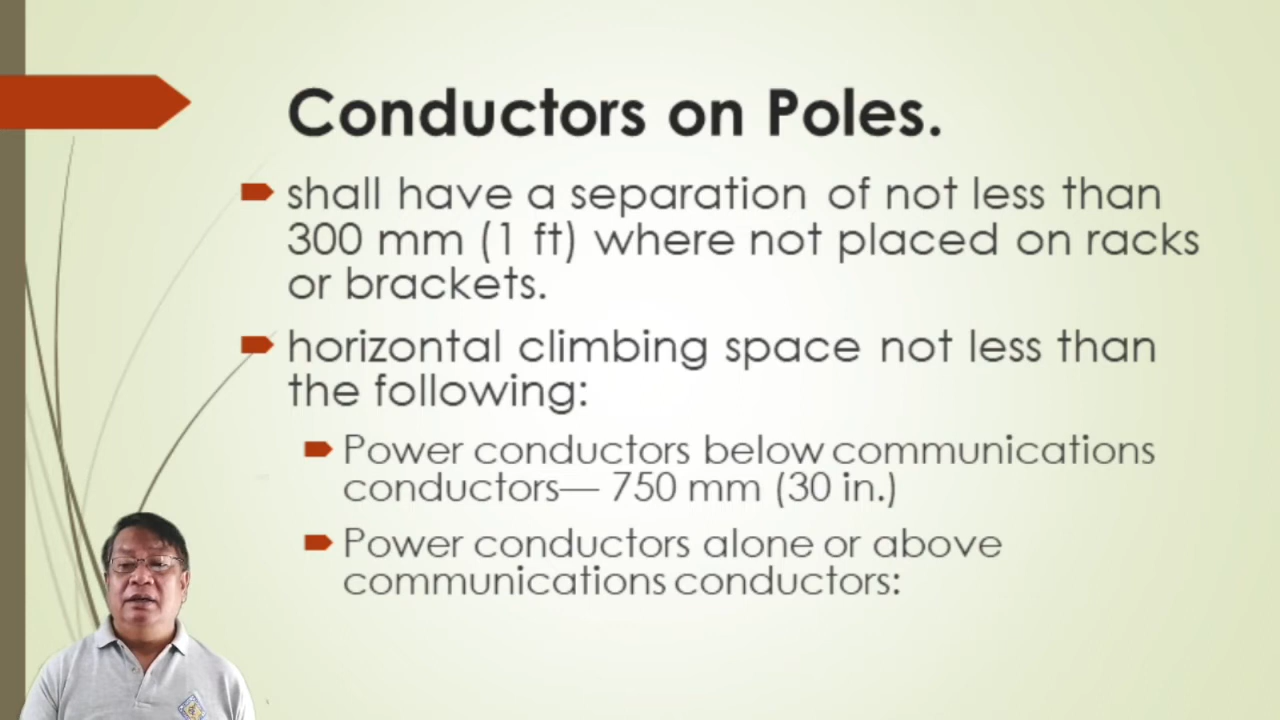 Conductors on Poles.
shall have a separation of not less than
300 mm (1 ft) where not placed on racks
or brackets.
horizontal climbing space not less than
the following:
Power conductors below communications
conductors— 750 mm (30 in.)
Power conductors alone or above
communications conductors: